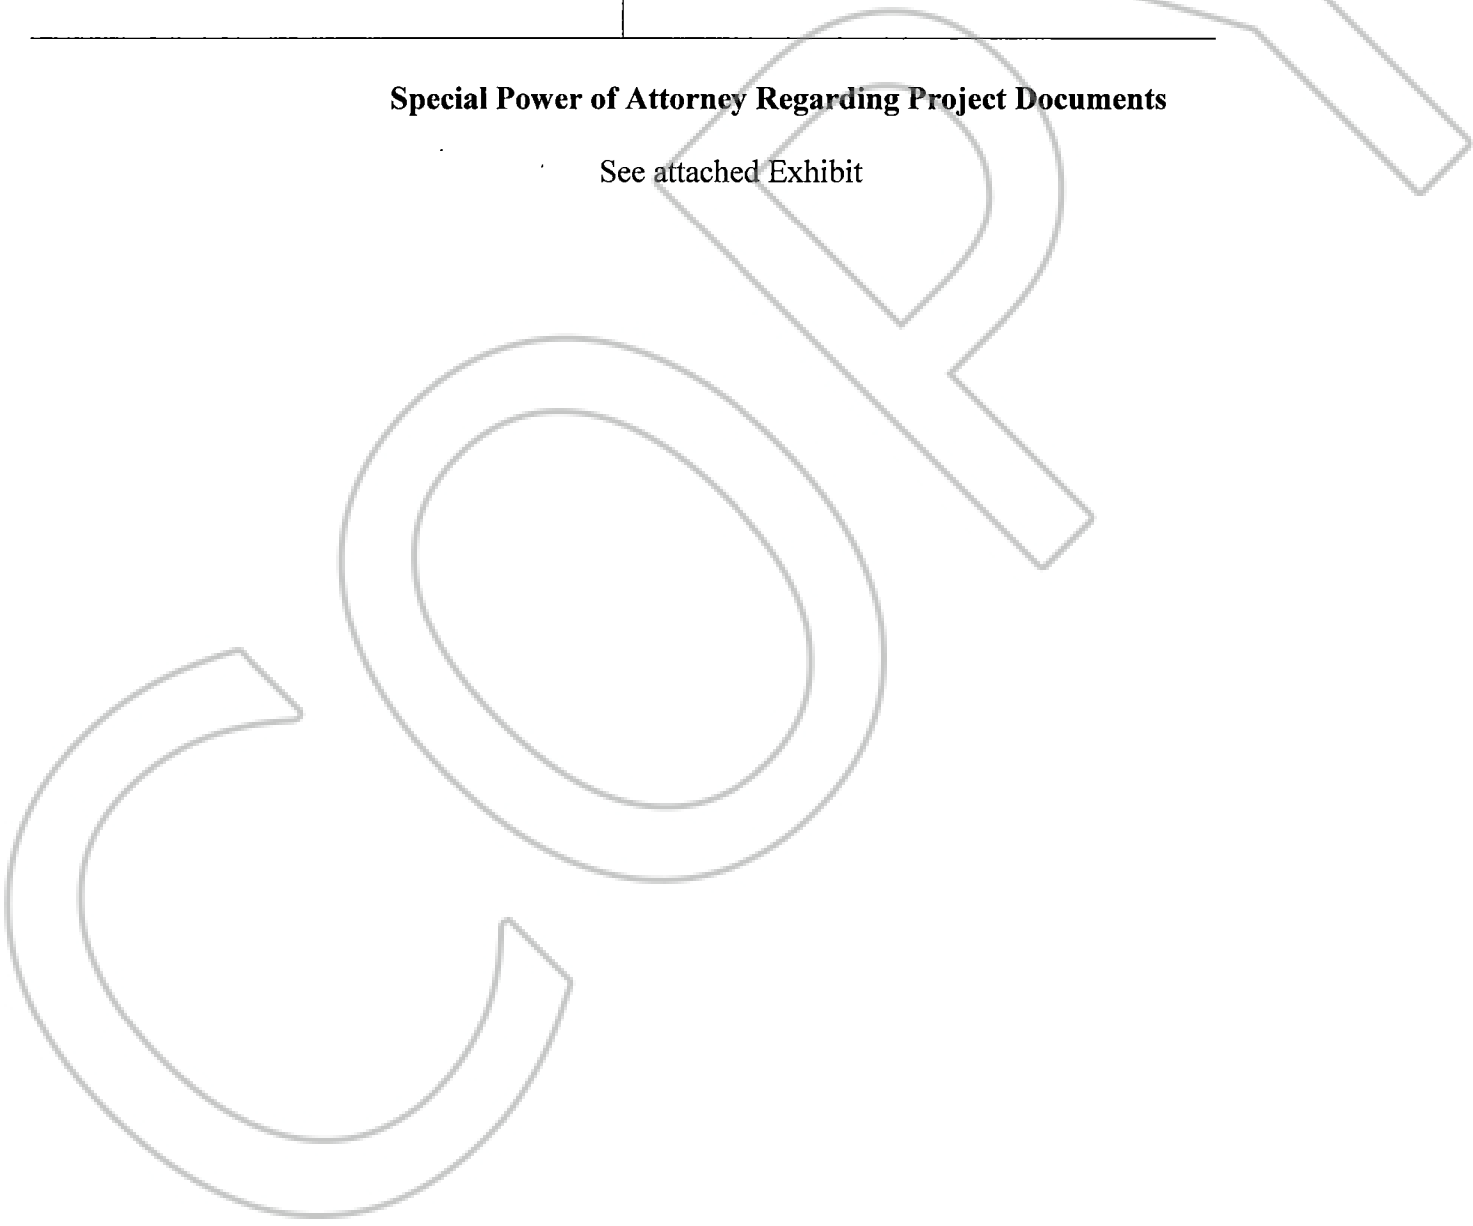 Special Power of Attorney Regarding Project Documents
See attached Exhibit
COPY